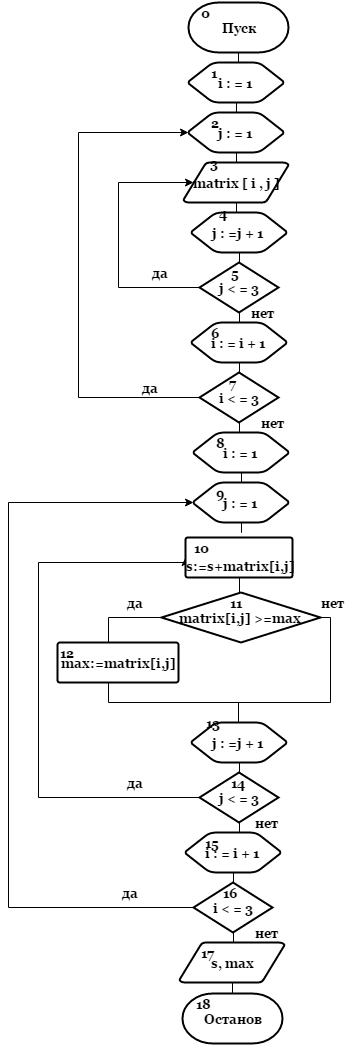 0
Пуск
1
i : = 1
2
j : = 1
3
matrix [ i , j ]
4
j : =j + 1
5
j < = 3
да
нет
6
i : = i + 1
7
i < = 3
да
нет
8
i : = 1
9
j : = 1
10
s:=s+matrix[i,j]
11
matrix[i,j] >=max
да
нет
12
max:=matrix[i,j]
13
j : =j + 1
14
j < = 3
да
нет
15
i : = i + 1
16
i < = 3
да
нет
17
s, max
18
Останов